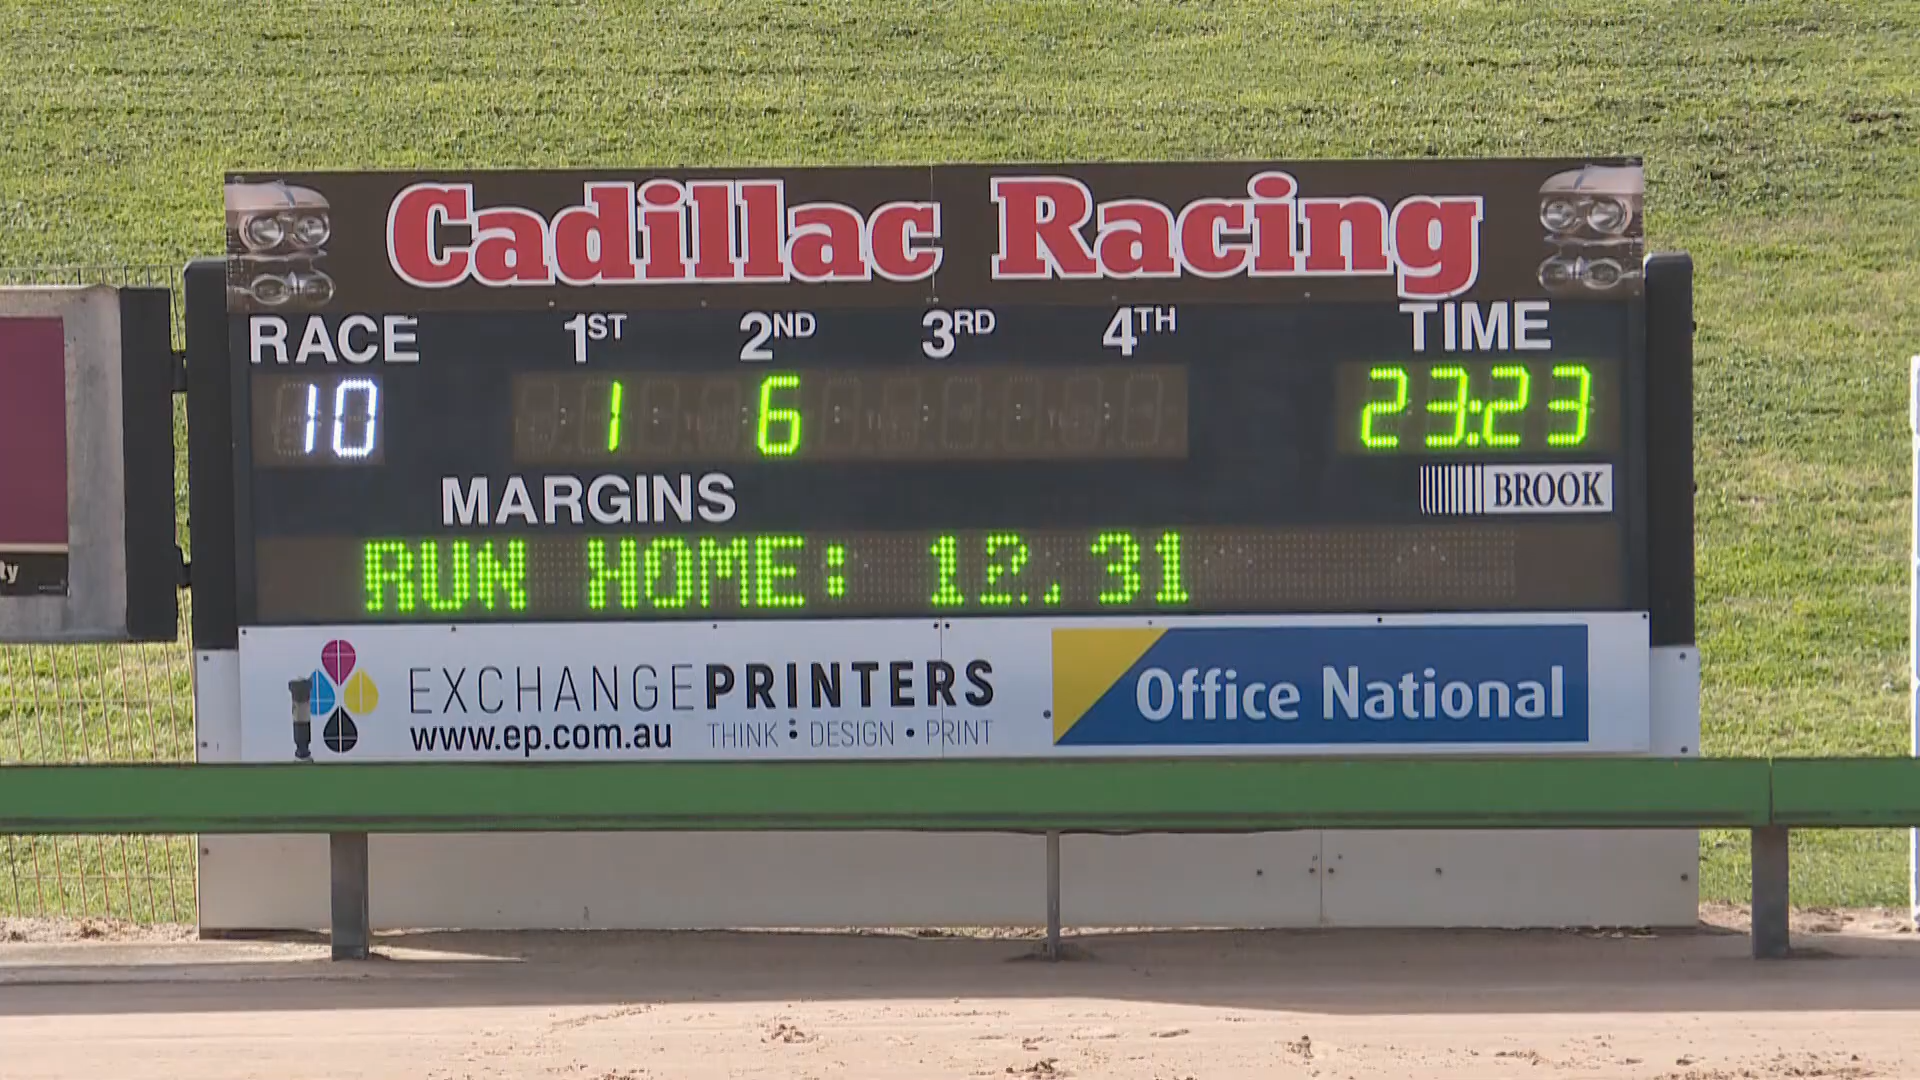 Cadillac Racing
RACE 1ST 2ND 3RD 4TH TIME
10 1 6 23:23
MARGINS BROOK
RUN HOME: 12.31
EXCHANGEPRINTERS Office National
www.ep.com.au THINK : DESIGN • PRINT
ty